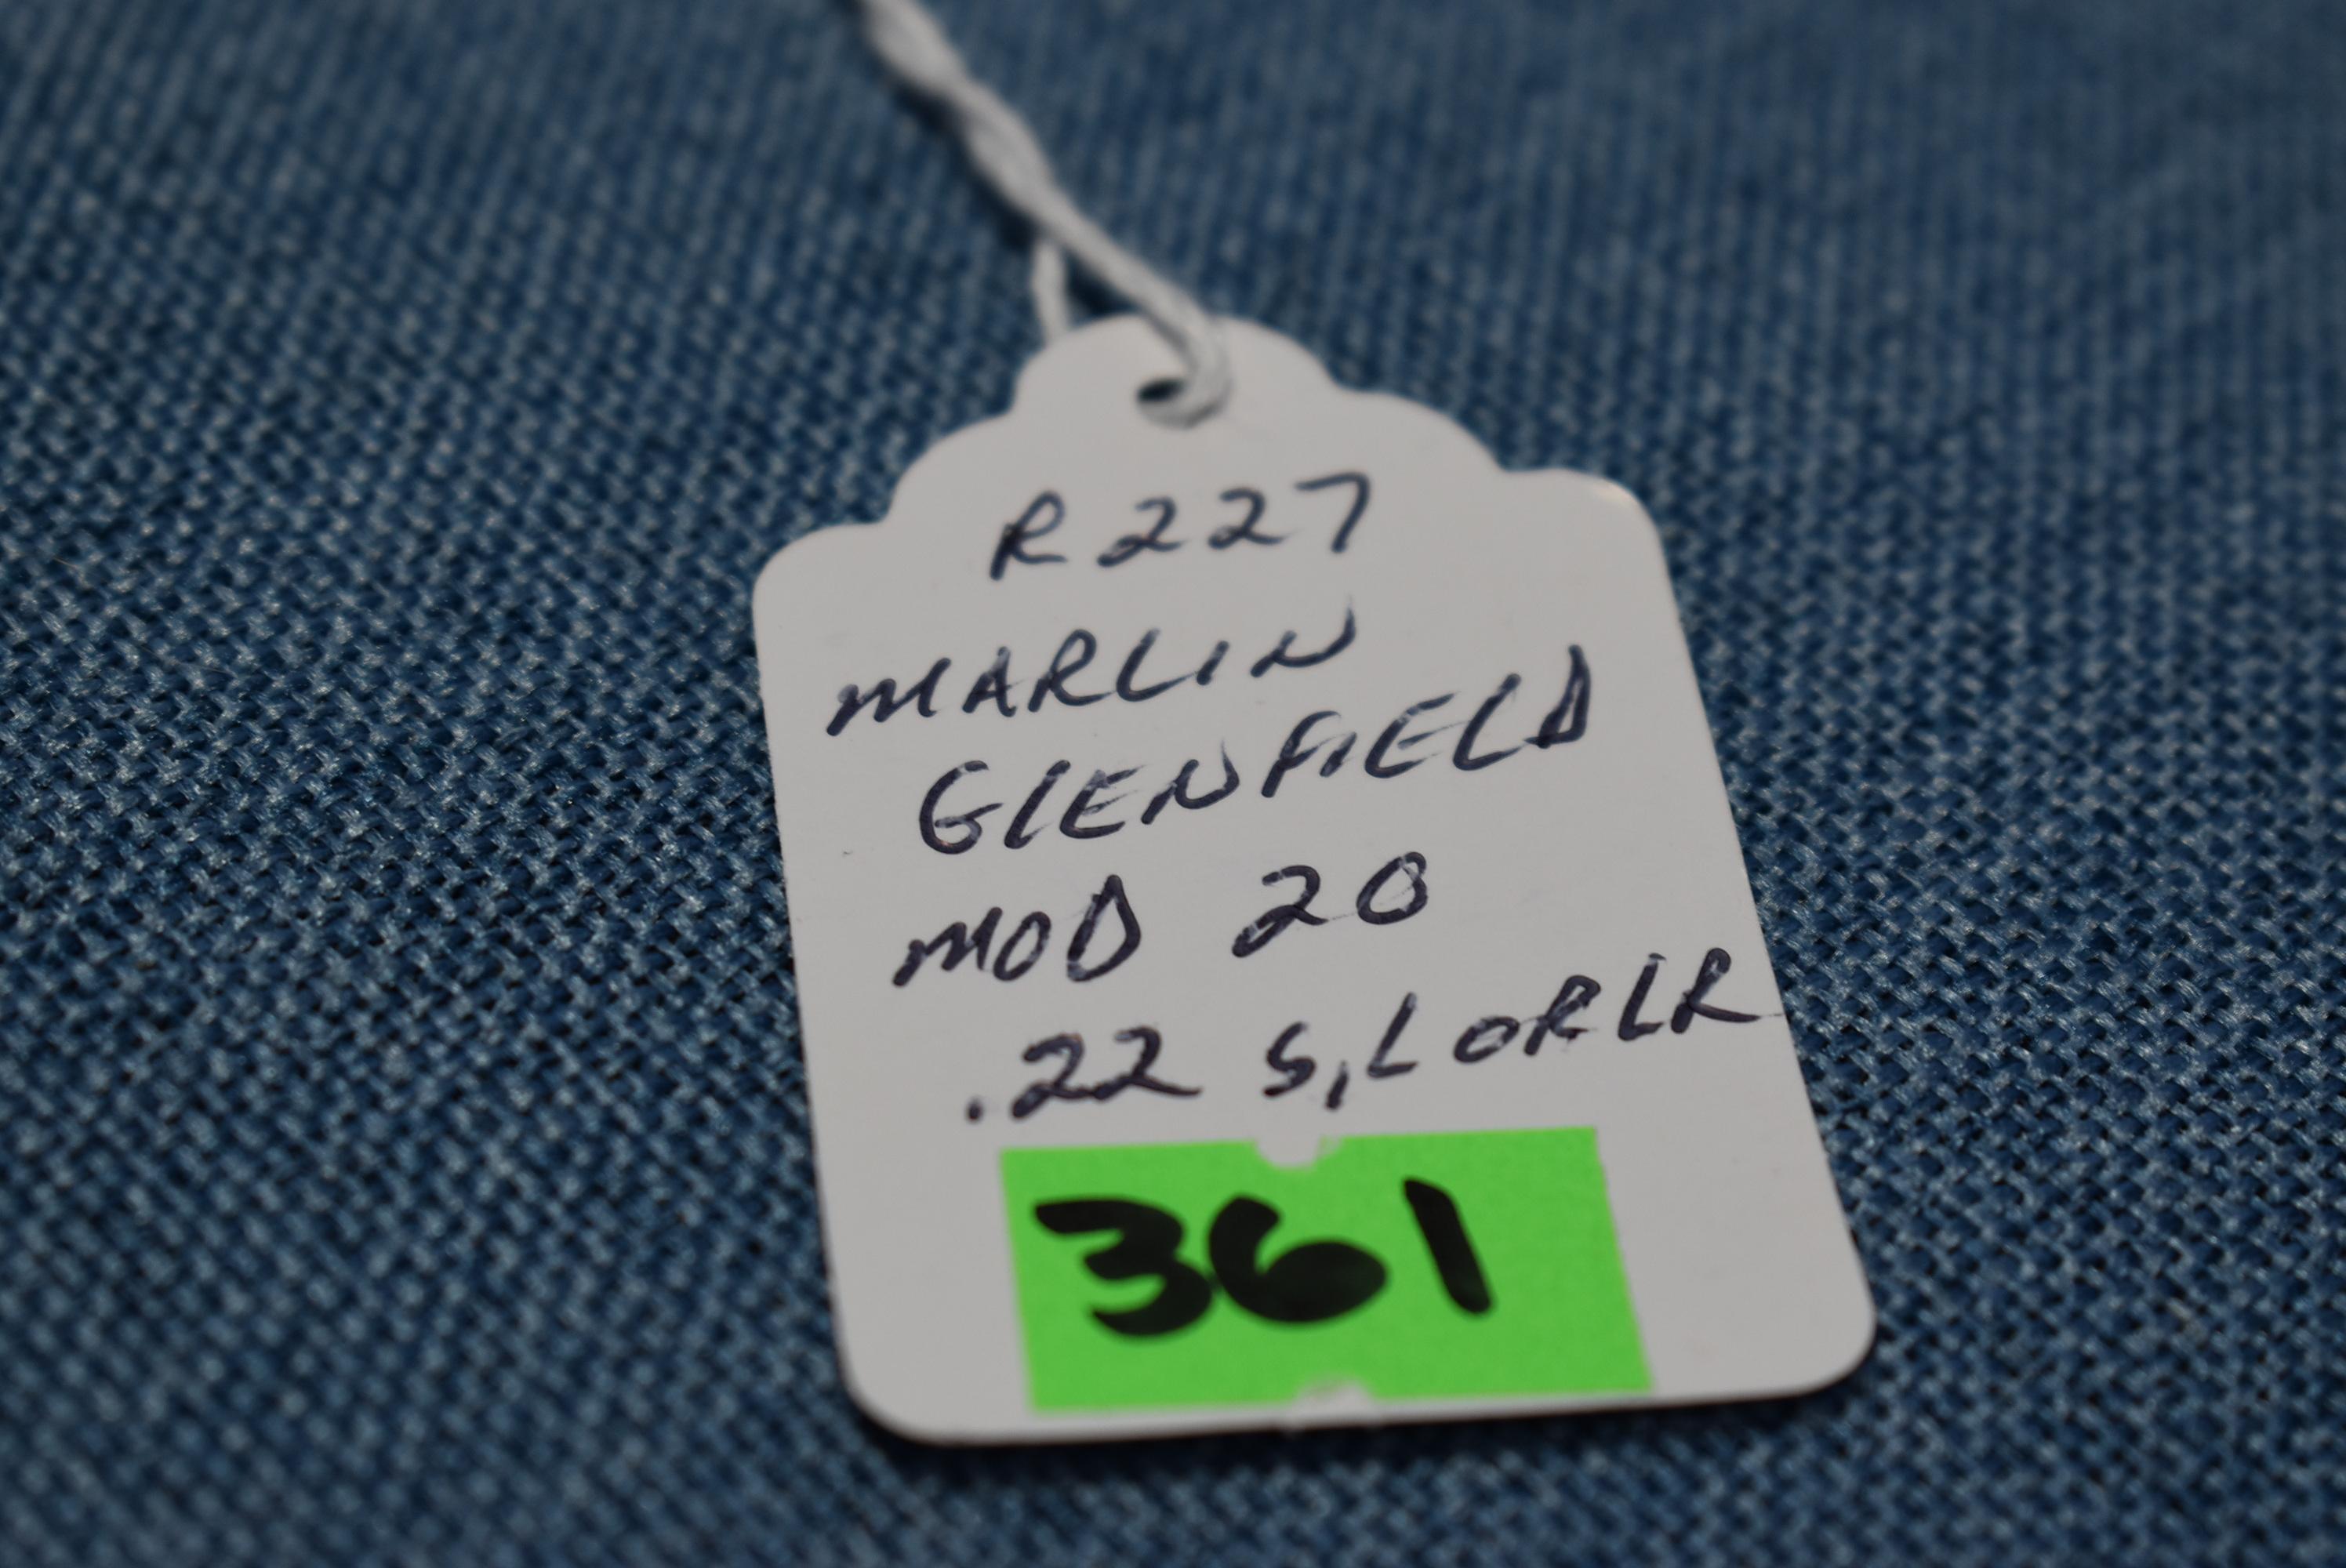 R227
MARLIN
GLENFIELD
MOD 20
.22 S, L OR LR
361